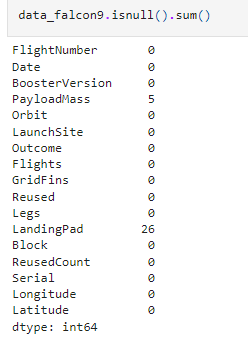 data_falcon9.isnull().sum()
FlightNumber 0
Date 0
BoosterVersion 0
PayloadMass 5
Orbit 0
LaunchSite 0
Outcome 0
Flights 0
GridFins 0
Reused 0
Legs 0
LandingPad 26
Block 0
ReusedCount 0
Serial 0
Longitude 0
Latitude 0
dtype: int64